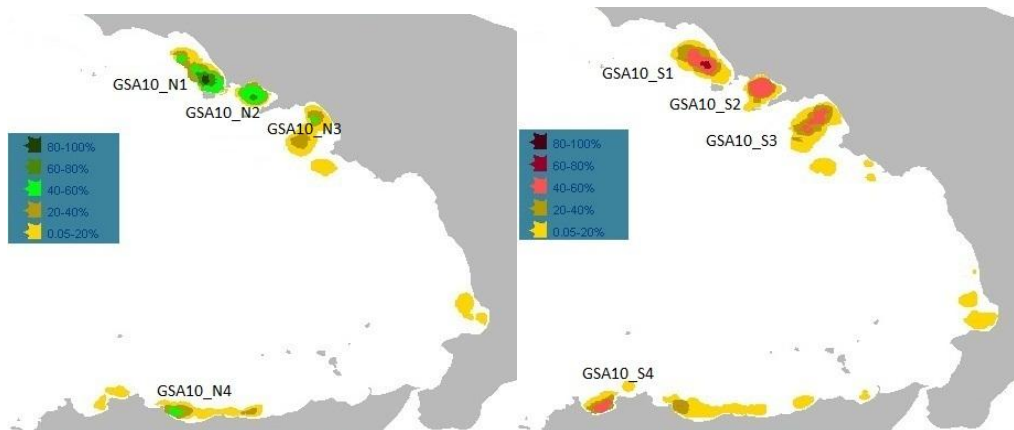 GSA10_N1
GSA10_N2
GSA10_N3
80-100%
60-80%
40-60%
20-40%
0.05-20%
GSA10_N4
GSA10_S1
GSA10_S2
GSA10_S3
80-100%
60-80%
40-60%
20-40%
0.05-20%
GSA10_S4